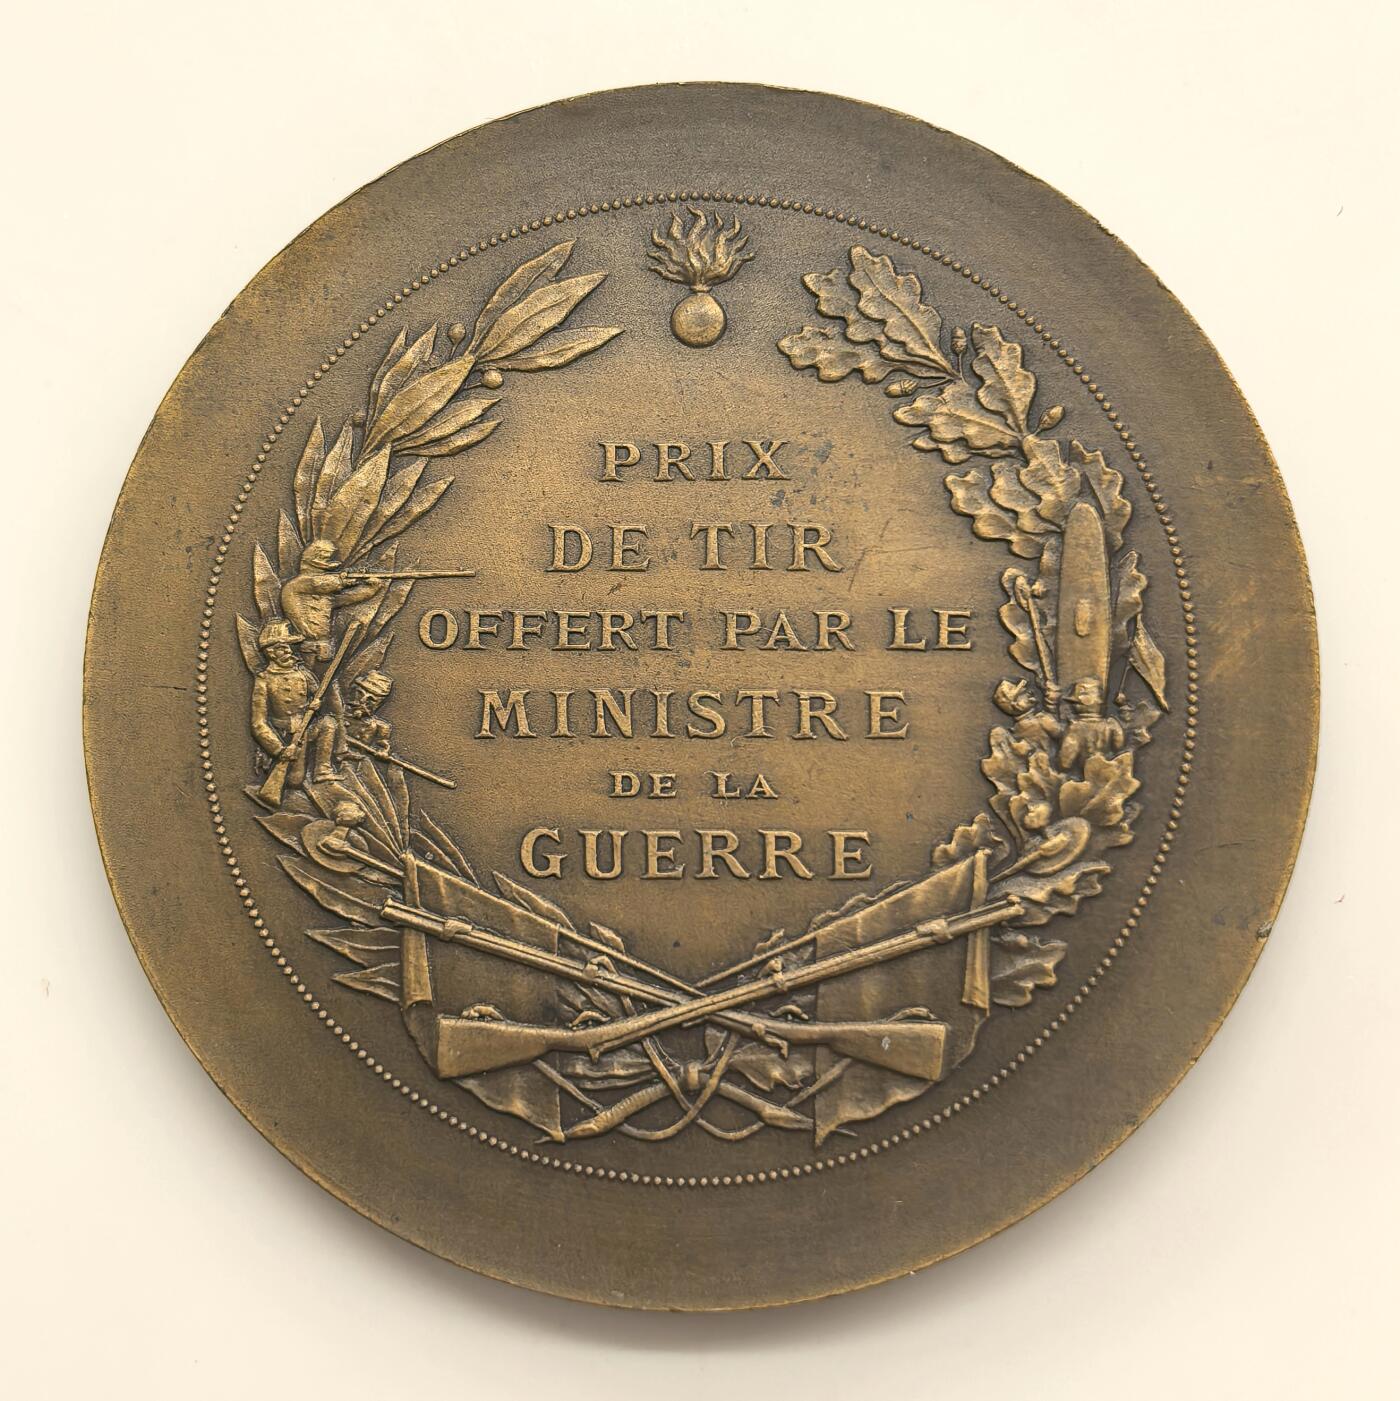 PRIX
DE TIR
OFFERT PAR LE
MINISTRE
DE LA
GUERRE